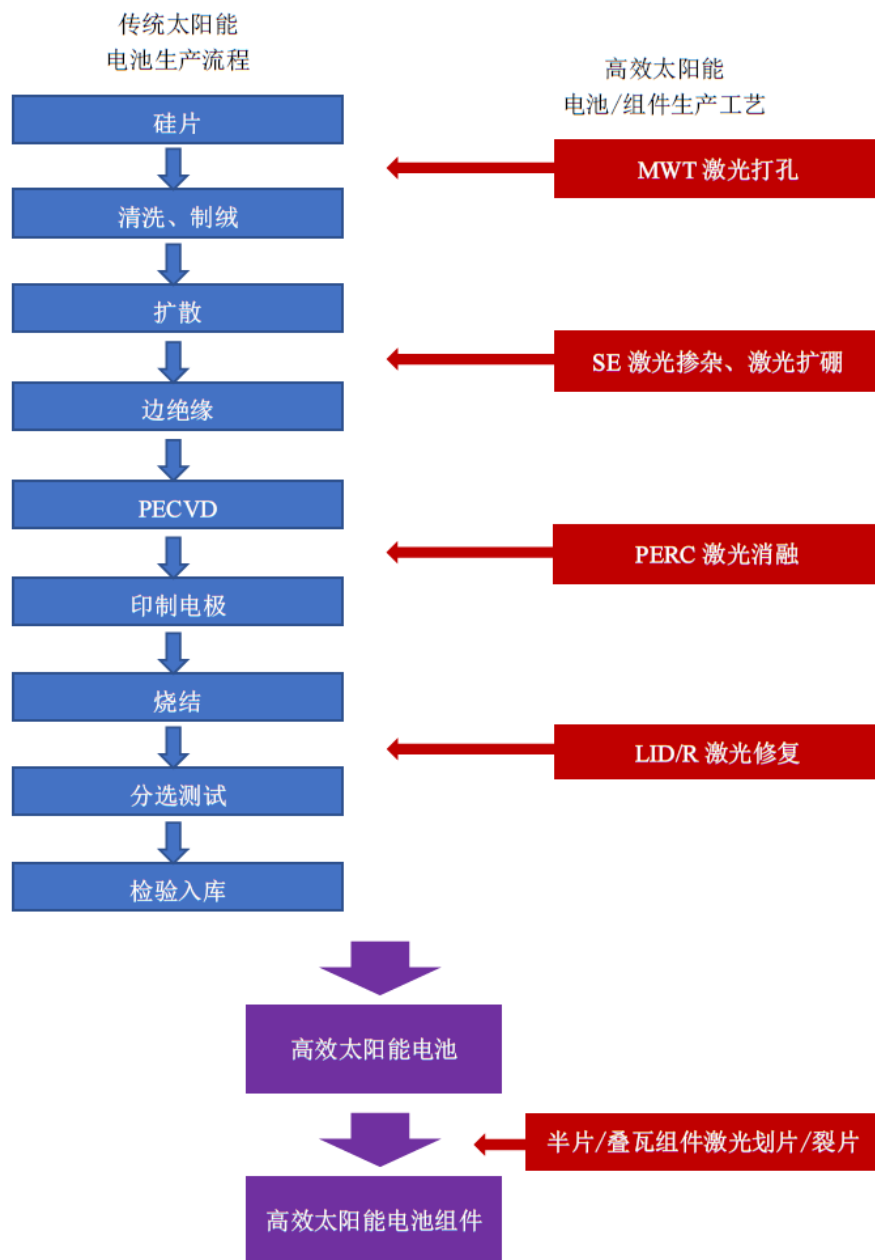 传统太阳能
电池生产流程
高效太阳能
电池/组件生产工艺
硅片
MWT 激光打孔
清洗、制绒
扩散
SE 激光掺杂、激光扩硼
边绝缘
PECVD
PERC 激光消融
印制电极
烧结
LID/R 激光修复
分选测试
检验入库
高效太阳能电池
半片/叠瓦组件激光划片/裂片
高效太阳能电池组件